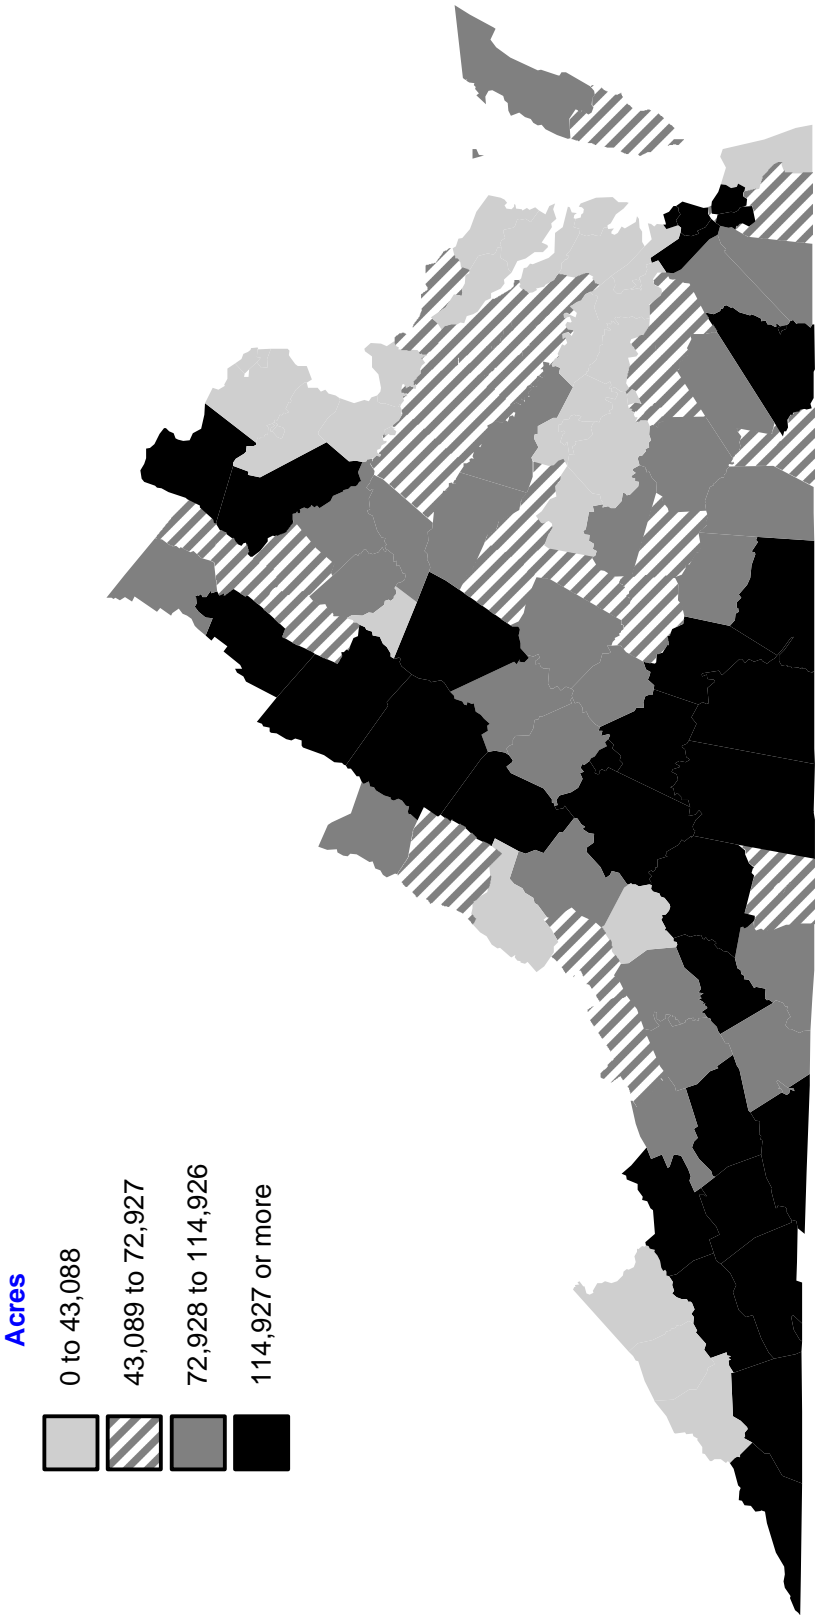 Acres
0 to 43,088
43,089 to 72,927
72,928 to 114,926
114,927 or more